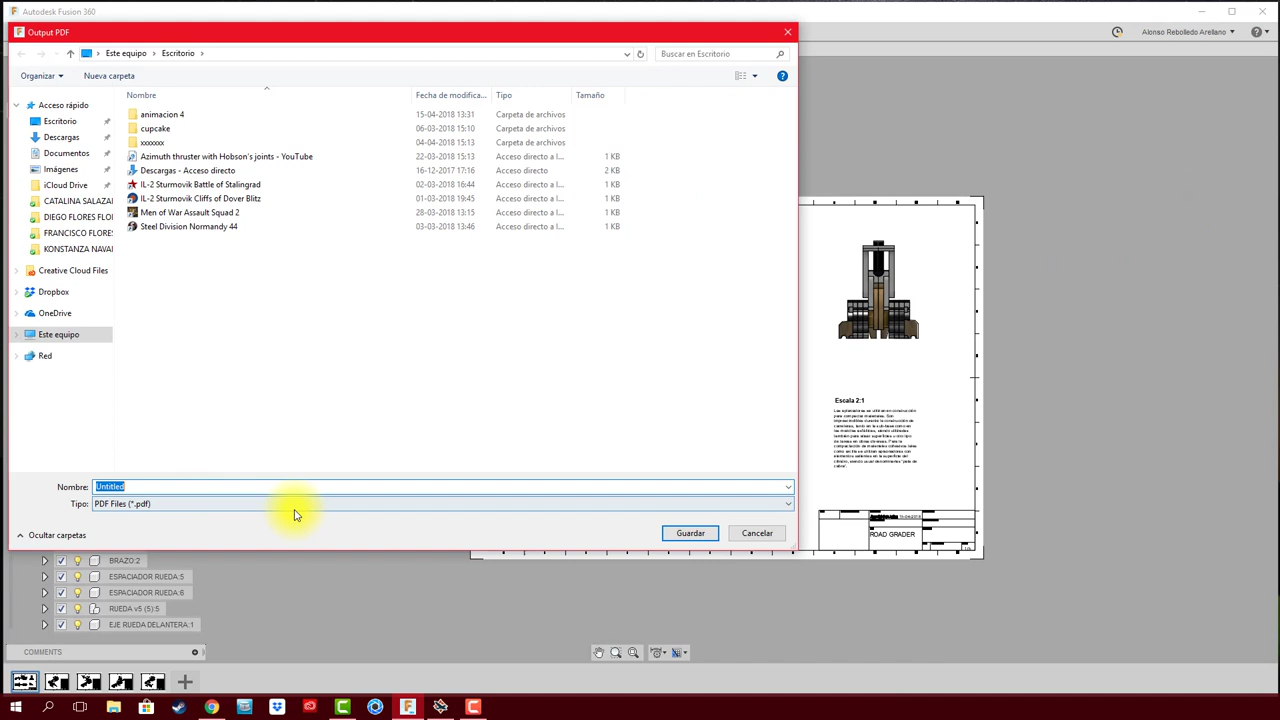 Autodesk Fusion 360
Output PDF
Este equipo
Escritorio
Buscar en Escritorio
Alonso Rebolledo Arellano
Organizar
Nueva carpeta
Nombre
Fecha de modifica...
Tipo
Tamaño
Acceso rápido
Escritorio
Descargas
Documentos
Imágenes
iCloud Drive
CATALINA SALAZA
DIEGO FLORES FLO
FRANCISCO FLORES
KONSTANZA NAVA
Creative Cloud Files
Dropbox
OneDrive
Este equipo
Red
animacion 4 15-04-2018 13:31 Carpeta de archivos
cupcake 06-03-2018 15:10 Carpeta de archivos
xxxxxxx 04-04-2018 15:13 Carpeta de archivos
Azimuth thruster with Hobson's joints - YouTube 22-03-2018 15:13 Acceso directo a I... 1 KB
Descargas - Acceso directo 16-12-2017 17:16 Acceso directo 2 KB
IL-2 Sturmovik Battle of Stalingrad 02-03-2018 16:44 Acceso directo a I... 1 KB
IL-2 Sturmovik Cliffs of Dover Blitz 01-03-2018 19:45 Acceso directo a I... 1 KB
Men of War Assault Squad 2 28-03-2018 13:15 Acceso directo a I... 1 KB
Steel Division Normandy 44 03-03-2018 13:46 Acceso directo a I... 1 KB
Escala 2:1
Nombre: Untitled
Tipo: PDF Files (*.pdf)
Ocultar carpetas
Guardar
Cancelar
ROAD GRADER
BRAZO:2
ESPACIADOR RUEDA:5
ESPACIADOR RUEDA:6
RUEDA v5 (5):5
EJE RUEDA DELANTERA:1
COMMENTS